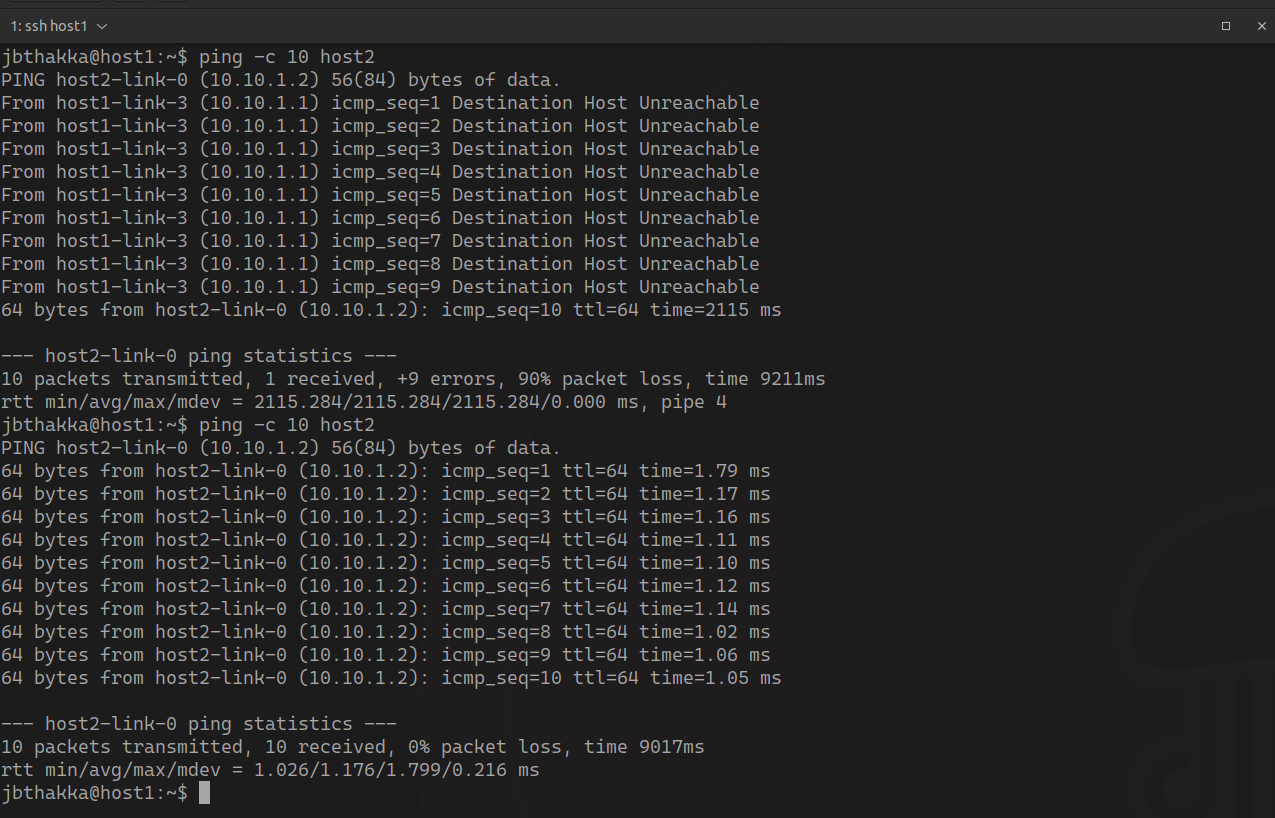 1: ssh host1
jbthakka@host1:~$ ping -c 10 host2
PING host2-link-0 (10.10.1.2) 56(84) bytes of data.
From host1-link-3 (10.10.1.1) icmp_seq=1 Destination Host Unreachable
From host1-link-3 (10.10.1.1) icmp_seq=2 Destination Host Unreachable
From host1-link-3 (10.10.1.1) icmp_seq=3 Destination Host Unreachable
From host1-link-3 (10.10.1.1) icmp_seq=4 Destination Host Unreachable
From host1-link-3 (10.10.1.1) icmp_seq=5 Destination Host Unreachable
From host1-link-3 (10.10.1.1) icmp_seq=6 Destination Host Unreachable
From host1-link-3 (10.10.1.1) icmp_seq=7 Destination Host Unreachable
From host1-link-3 (10.10.1.1) icmp_seq=8 Destination Host Unreachable
From host1-link-3 (10.10.1.1) icmp_seq=9 Destination Host Unreachable
64 bytes from host2-link-0 (10.10.1.2): icmp_seq=10 ttl=64 time=2115 ms
--- host2-link-0 ping statistics ---
10 packets transmitted, 1 received, +9 errors, 90% packet loss, time 9211ms
rtt min/avg/max/mdev = 2115.284/2115.284/2115.284/0.000 ms, pipe 4
jbthakka@host1:~$ ping -c 10 host2
PING host2-link-0 (10.10.1.2) 56(84) bytes of data.
64 bytes from host2-link-0 (10.10.1.2): icmp_seq=1 ttl=64 time=1.79 ms
64 bytes from host2-link-0 (10.10.1.2): icmp_seq=2 ttl=64 time=1.17 ms
64 bytes from host2-link-0 (10.10.1.2): icmp_seq=3 ttl=64 time=1.16 ms
64 bytes from host2-link-0 (10.10.1.2): icmp_seq=4 ttl=64 time=1.11 ms
64 bytes from host2-link-0 (10.10.1.2): icmp_seq=5 ttl=64 time=1.10 ms
64 bytes from host2-link-0 (10.10.1.2): icmp_seq=6 ttl=64 time=1.12 ms
64 bytes from host2-link-0 (10.10.1.2): icmp_seq=7 ttl=64 time=1.14 ms
64 bytes from host2-link-0 (10.10.1.2): icmp_seq=8 ttl=64 time=1.02 ms
64 bytes from host2-link-0 (10.10.1.2): icmp_seq=9 ttl=64 time=1.06 ms
64 bytes from host2-link-0 (10.10.1.2): icmp_seq=10 ttl=64 time=1.05 ms
--- host2-link-0 ping statistics ---
10 packets transmitted, 10 received, 0% packet loss, time 9017ms
rtt min/avg/max/mdev = 1.026/1.176/1.799/0.216 ms
jbthakka@host1:~$